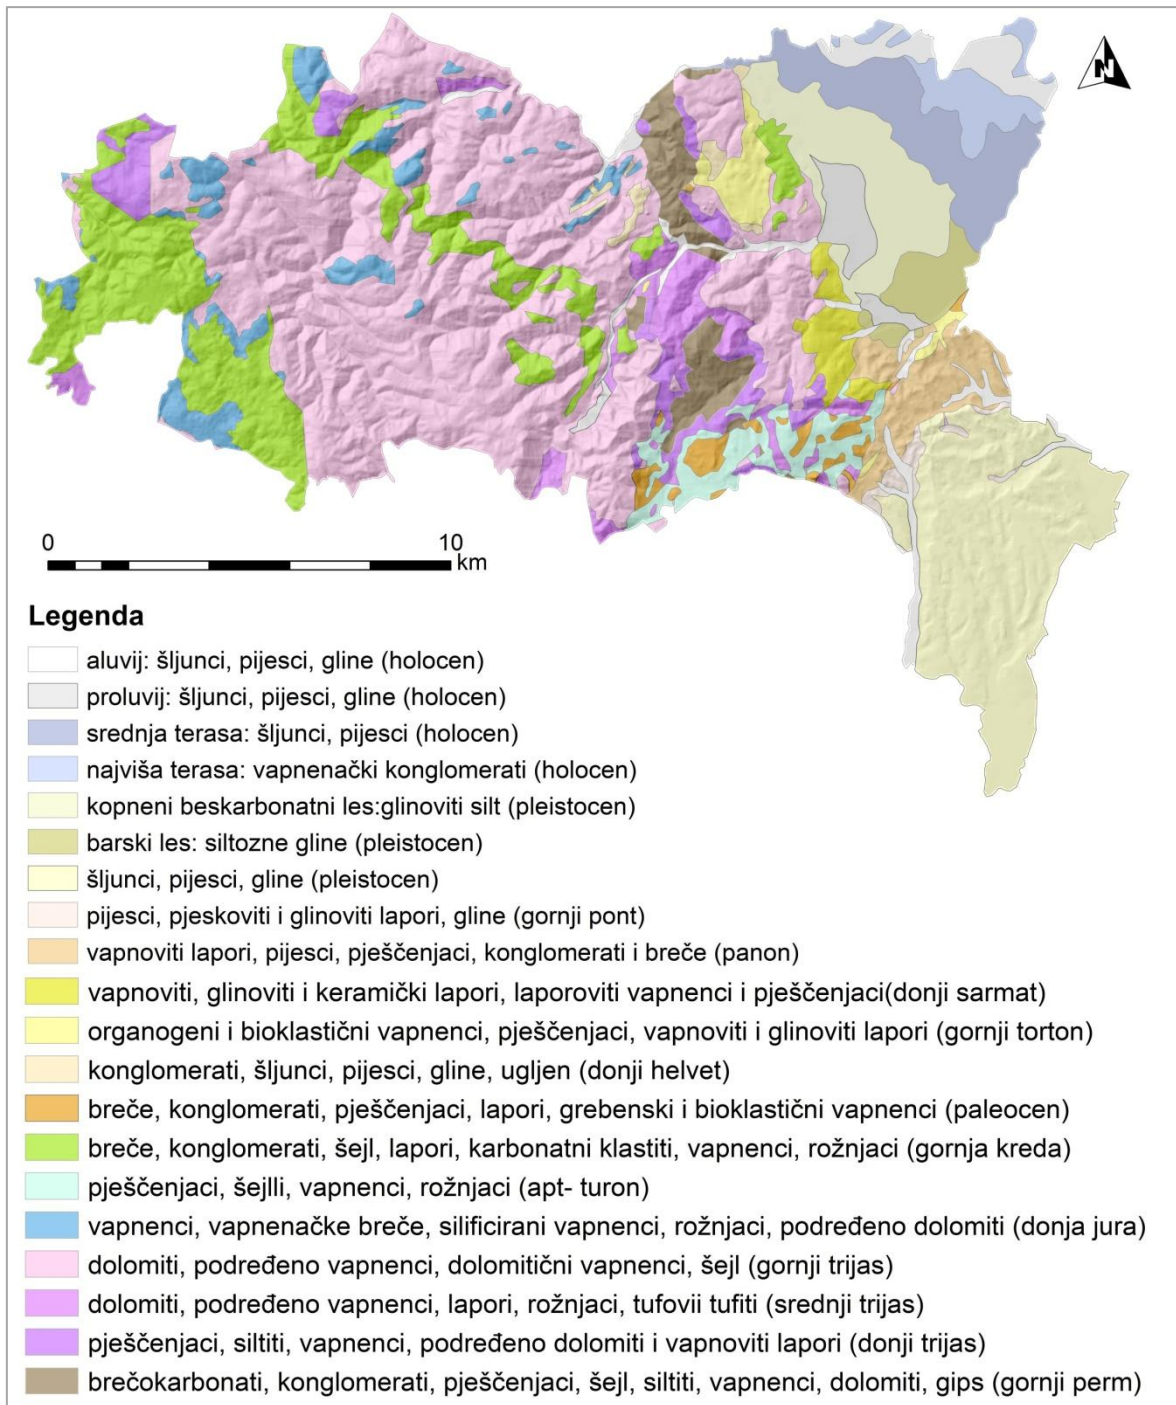 N
0 10
km
Legenda
aluvij: šljunci, pijesci, gline (holocen)
proluvij: šljunci, pijesci, gline (holocen)
srednja terasa: šljunci, pijesci (holocen)
najviša terasa: vapnenački konglomerati (holocen)
kopneni beskarbonatni les:glinoviti silt (pleistocen)
barski les: siltozne gline (pleistocen)
šljunci, pijesci, gline (pleistocen)
pijesci, pjeskoviti i glinoviti lapori, gline (gornji pont)
vapnoviti lapori, pijesci, pješčenjaci, konglomerati i breče (panon)
vapnoviti, glinoviti i keramički lapori, laporoviti vapnenci i pješčenjaci(donji sarmat)
organogeni i bioklastični vapnenci, pješčenjaci, vapnoviti i glinoviti lapori (gornji torton)
konglomerati, šljunci, pijesci, gline, ugljen (donji helvet)
breče, konglomerati, pješčenjaci, lapori, grebenski i bioklastični vapnenci (paleocen)
breče, konglomerati, šejl, lapori, karbonatni klastiti, vapnenci, rožnjaci (gornja kreda)
pješčenjaci, šejlli, vapnenci, rožnjaci (apt- turon)
vapnenci, vapnenačke breče, silificirani vapnenci, rožnjaci, podređeno dolomiti (donja jura)
dolomiti, podređeno vapnenci, dolomitični vapnenci, šejl (gornji trijas)
dolomiti, podređeno vapnenci, lapori, rožnjaci, tufovii tufiti (srednji trijas)
pješčenjaci, siltiti, vapnenci, podređeno dolomiti i vapnoviti lapori (donji trijas)
brečokarbonati, konglomerati, pješčenjaci, šejl, siltiti, vapnenci, dolomiti, gips (gornji perm)